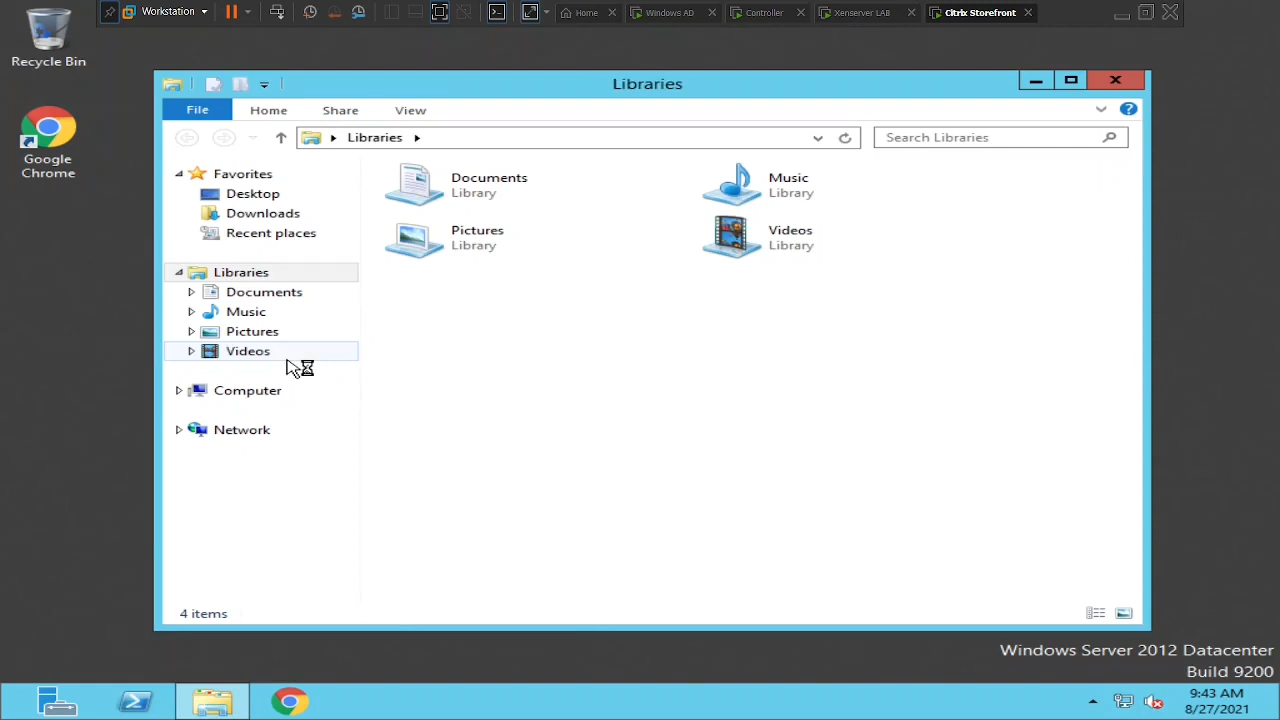 Workstation
Home
Windows AD
Controller
Xenserver LAB
Citrix Storefront
Recycle Bin
Google
Chrome
Libraries
File
Home
Share
View
Libraries
Search Libraries
Favorites
Desktop
Downloads
Recent places
Libraries
Documents
Music
Pictures
Videos
Computer
Network
Documents
Library
Music
Library
Pictures
Library
Videos
Library
4 items
Windows Server 2012 Datacenter
Build 9200
9:43 AM
8/27/2021